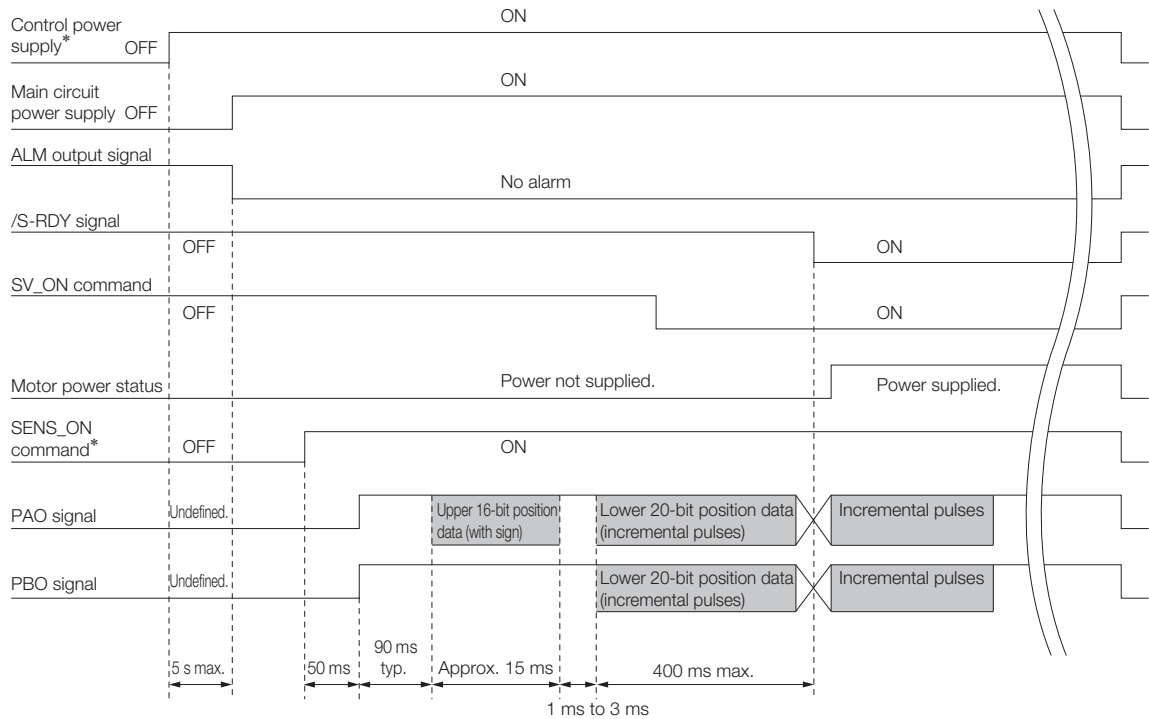 Control power
supply* OFF
ON
Main circuit
power supply OFF
ON
ALM output signal
No alarm
/S-RDY signal
OFF
ON
SV_ON command
OFF
ON
Motor power status
Power not supplied.
Power supplied.
SENS_ON
command*
OFF
ON
PAO signal
Undefined.
Upper 16-bit position
data (with sign)
Lower 20-bit position data
(incremental pulses)
Incremental pulses
PBO signal
Undefined.
Lower 20-bit position data
(incremental pulses)
Incremental pulses
5 s max.
50 ms
90 ms
typ.
Approx. 15 ms
1 ms to 3 ms
400 ms max.